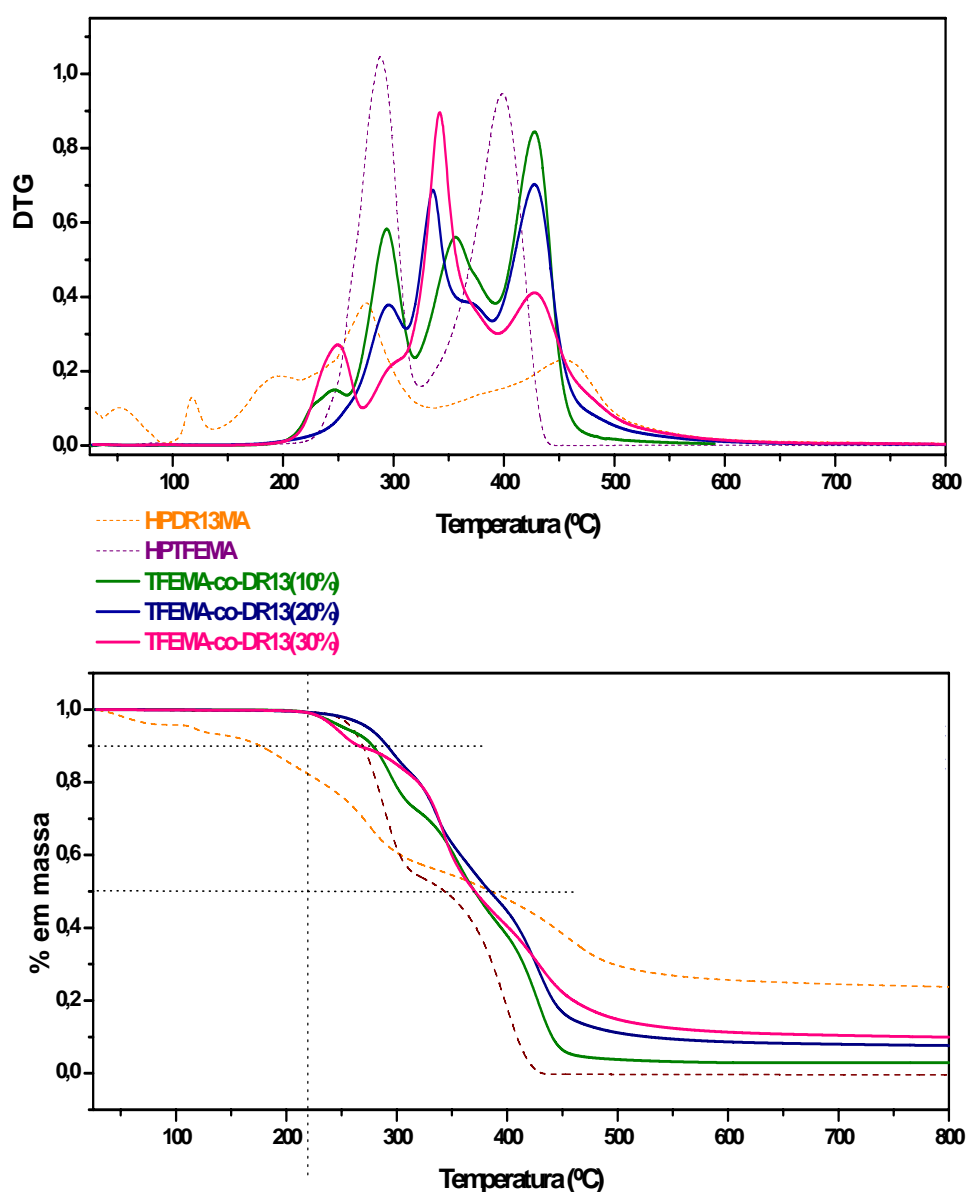 1,0
0,8
0,6
0,4
0,2
0,0
DTG
100 200 300 400 500 600 700 800
Temperatura (ºC)
HPDR13MA
HPTFEMA
TFEMA-co-DR13(10%)
TFEMA-co-DR13(20%)
TFEMA-co-DR13(30%)
1,0
0,8
0,6
0,4
0,2
0,0
% em massa
100 200 300 400 500 600 700 800
Temperatura (ºC)